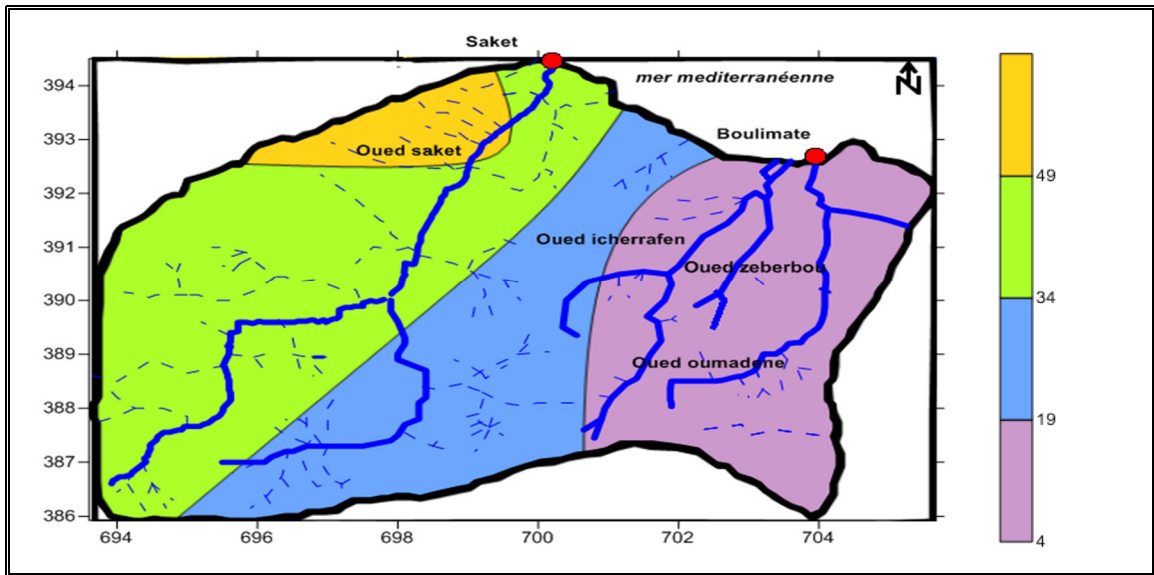 Saket
mer mediterranéenne
N
Boulimate
Oued saket
Oued icherrafen
Oued zeberbou
Oued oumadene
394
393
392
391
390
389
388
387
386
694 696 698 700 702 704
49
34
19
4